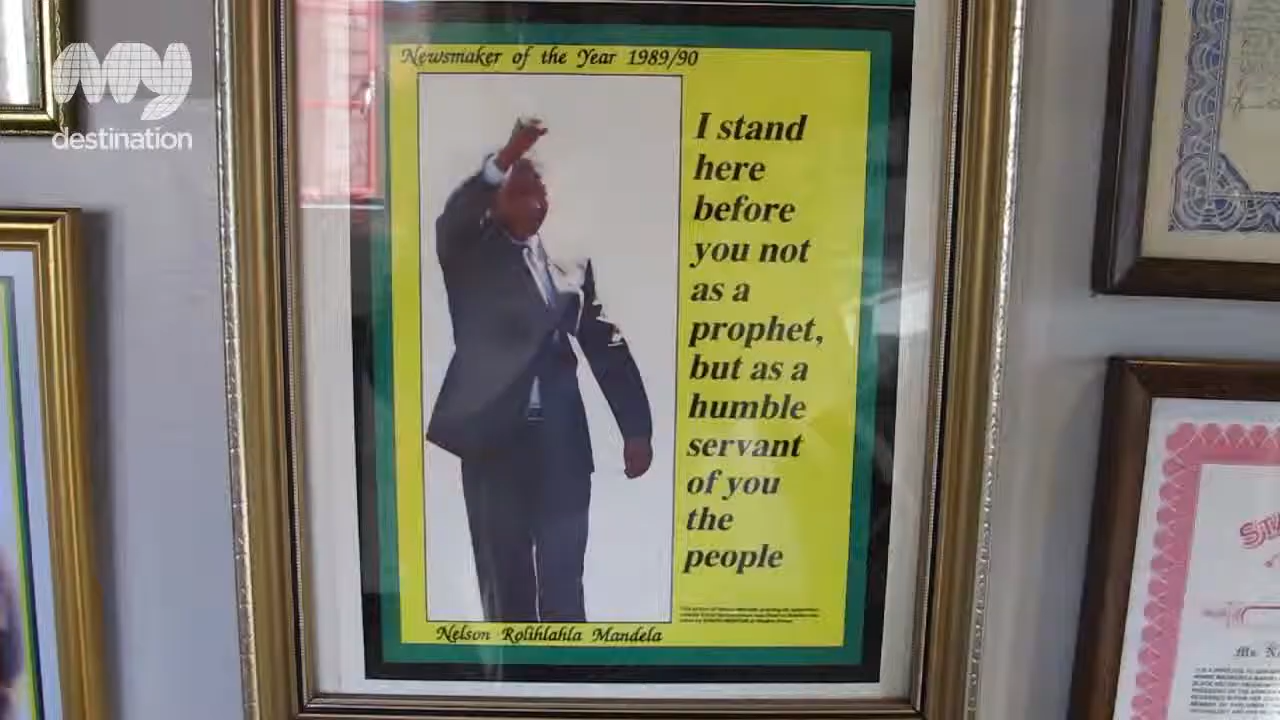 my
destination
Newsmaker of the Year 1989/90
I stand
here
before
you not
as a
prophet,
but as a
humble
servant
of you
the
people
Nelson Rolihlahla Mandela